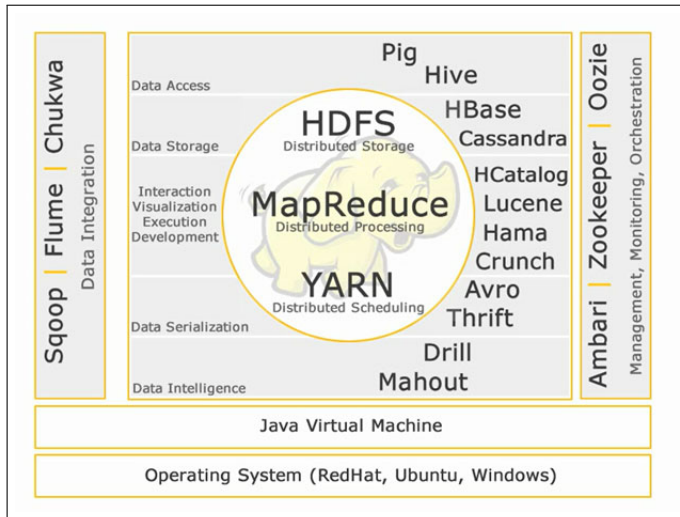 Sqoop | Flume | Chukwa
Data Integration
Data Access
Pig
Hive
Data Storage
HBase
Cassandra
Interaction
Visualization
Execution
Development
HCatalog
Lucene
Hama
Crunch
Data Serialization
Avro
Thrift
Data Intelligence
Drill
Mahout
HDFS
Distributed Storage
MapReduce
Distributed Processing
YARN
Distributed Scheduling
Ambari | Zookeeper | Oozie
Management, Monitoring, Orchestration
Java Virtual Machine
Operating System (RedHat, Ubuntu, Windows)